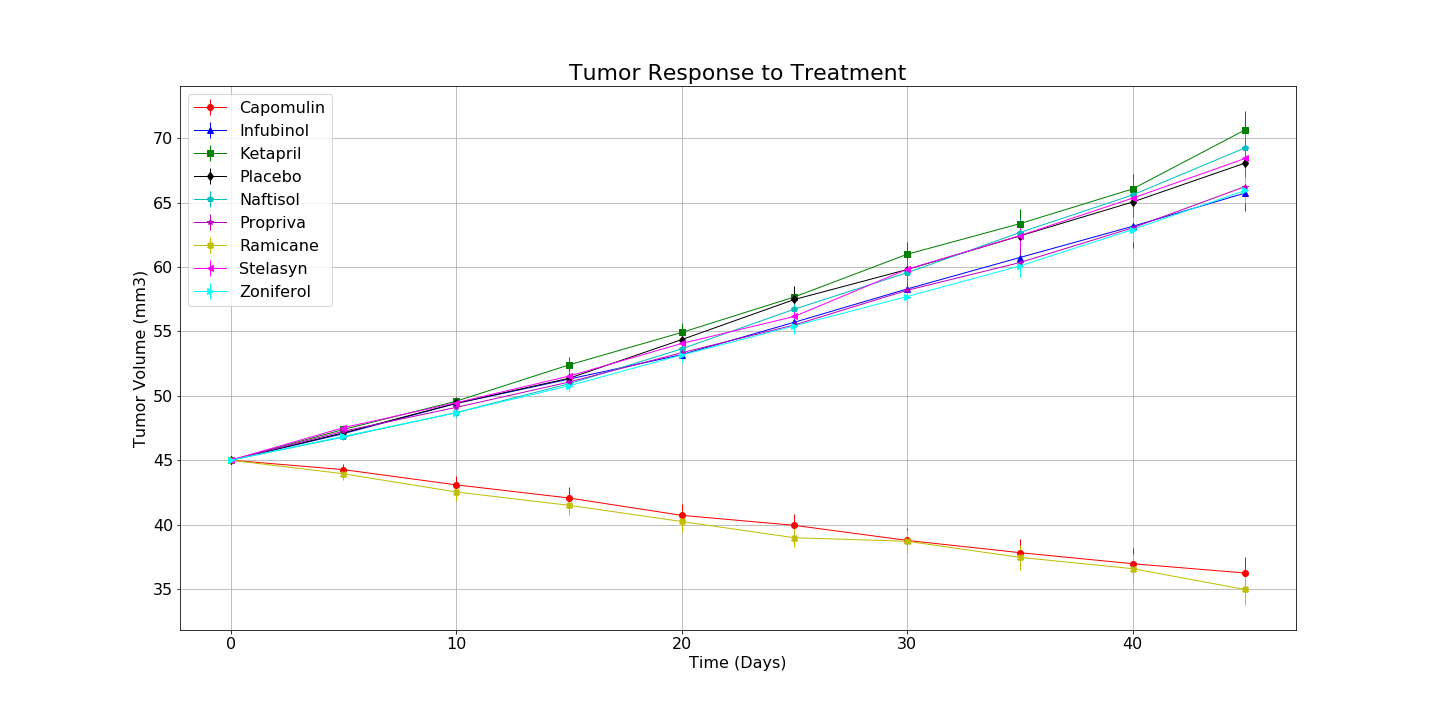 Tumor Response to Treatment
Capomulin
Infubinol
Ketapril
Placebo
Naftisol
Propriva
Ramicane
Stelasyn
Zoniferol
Tumor Volume (mm3)
70
65
60
55
50
45
40
35
0 10 20 30 40
Time (Days)